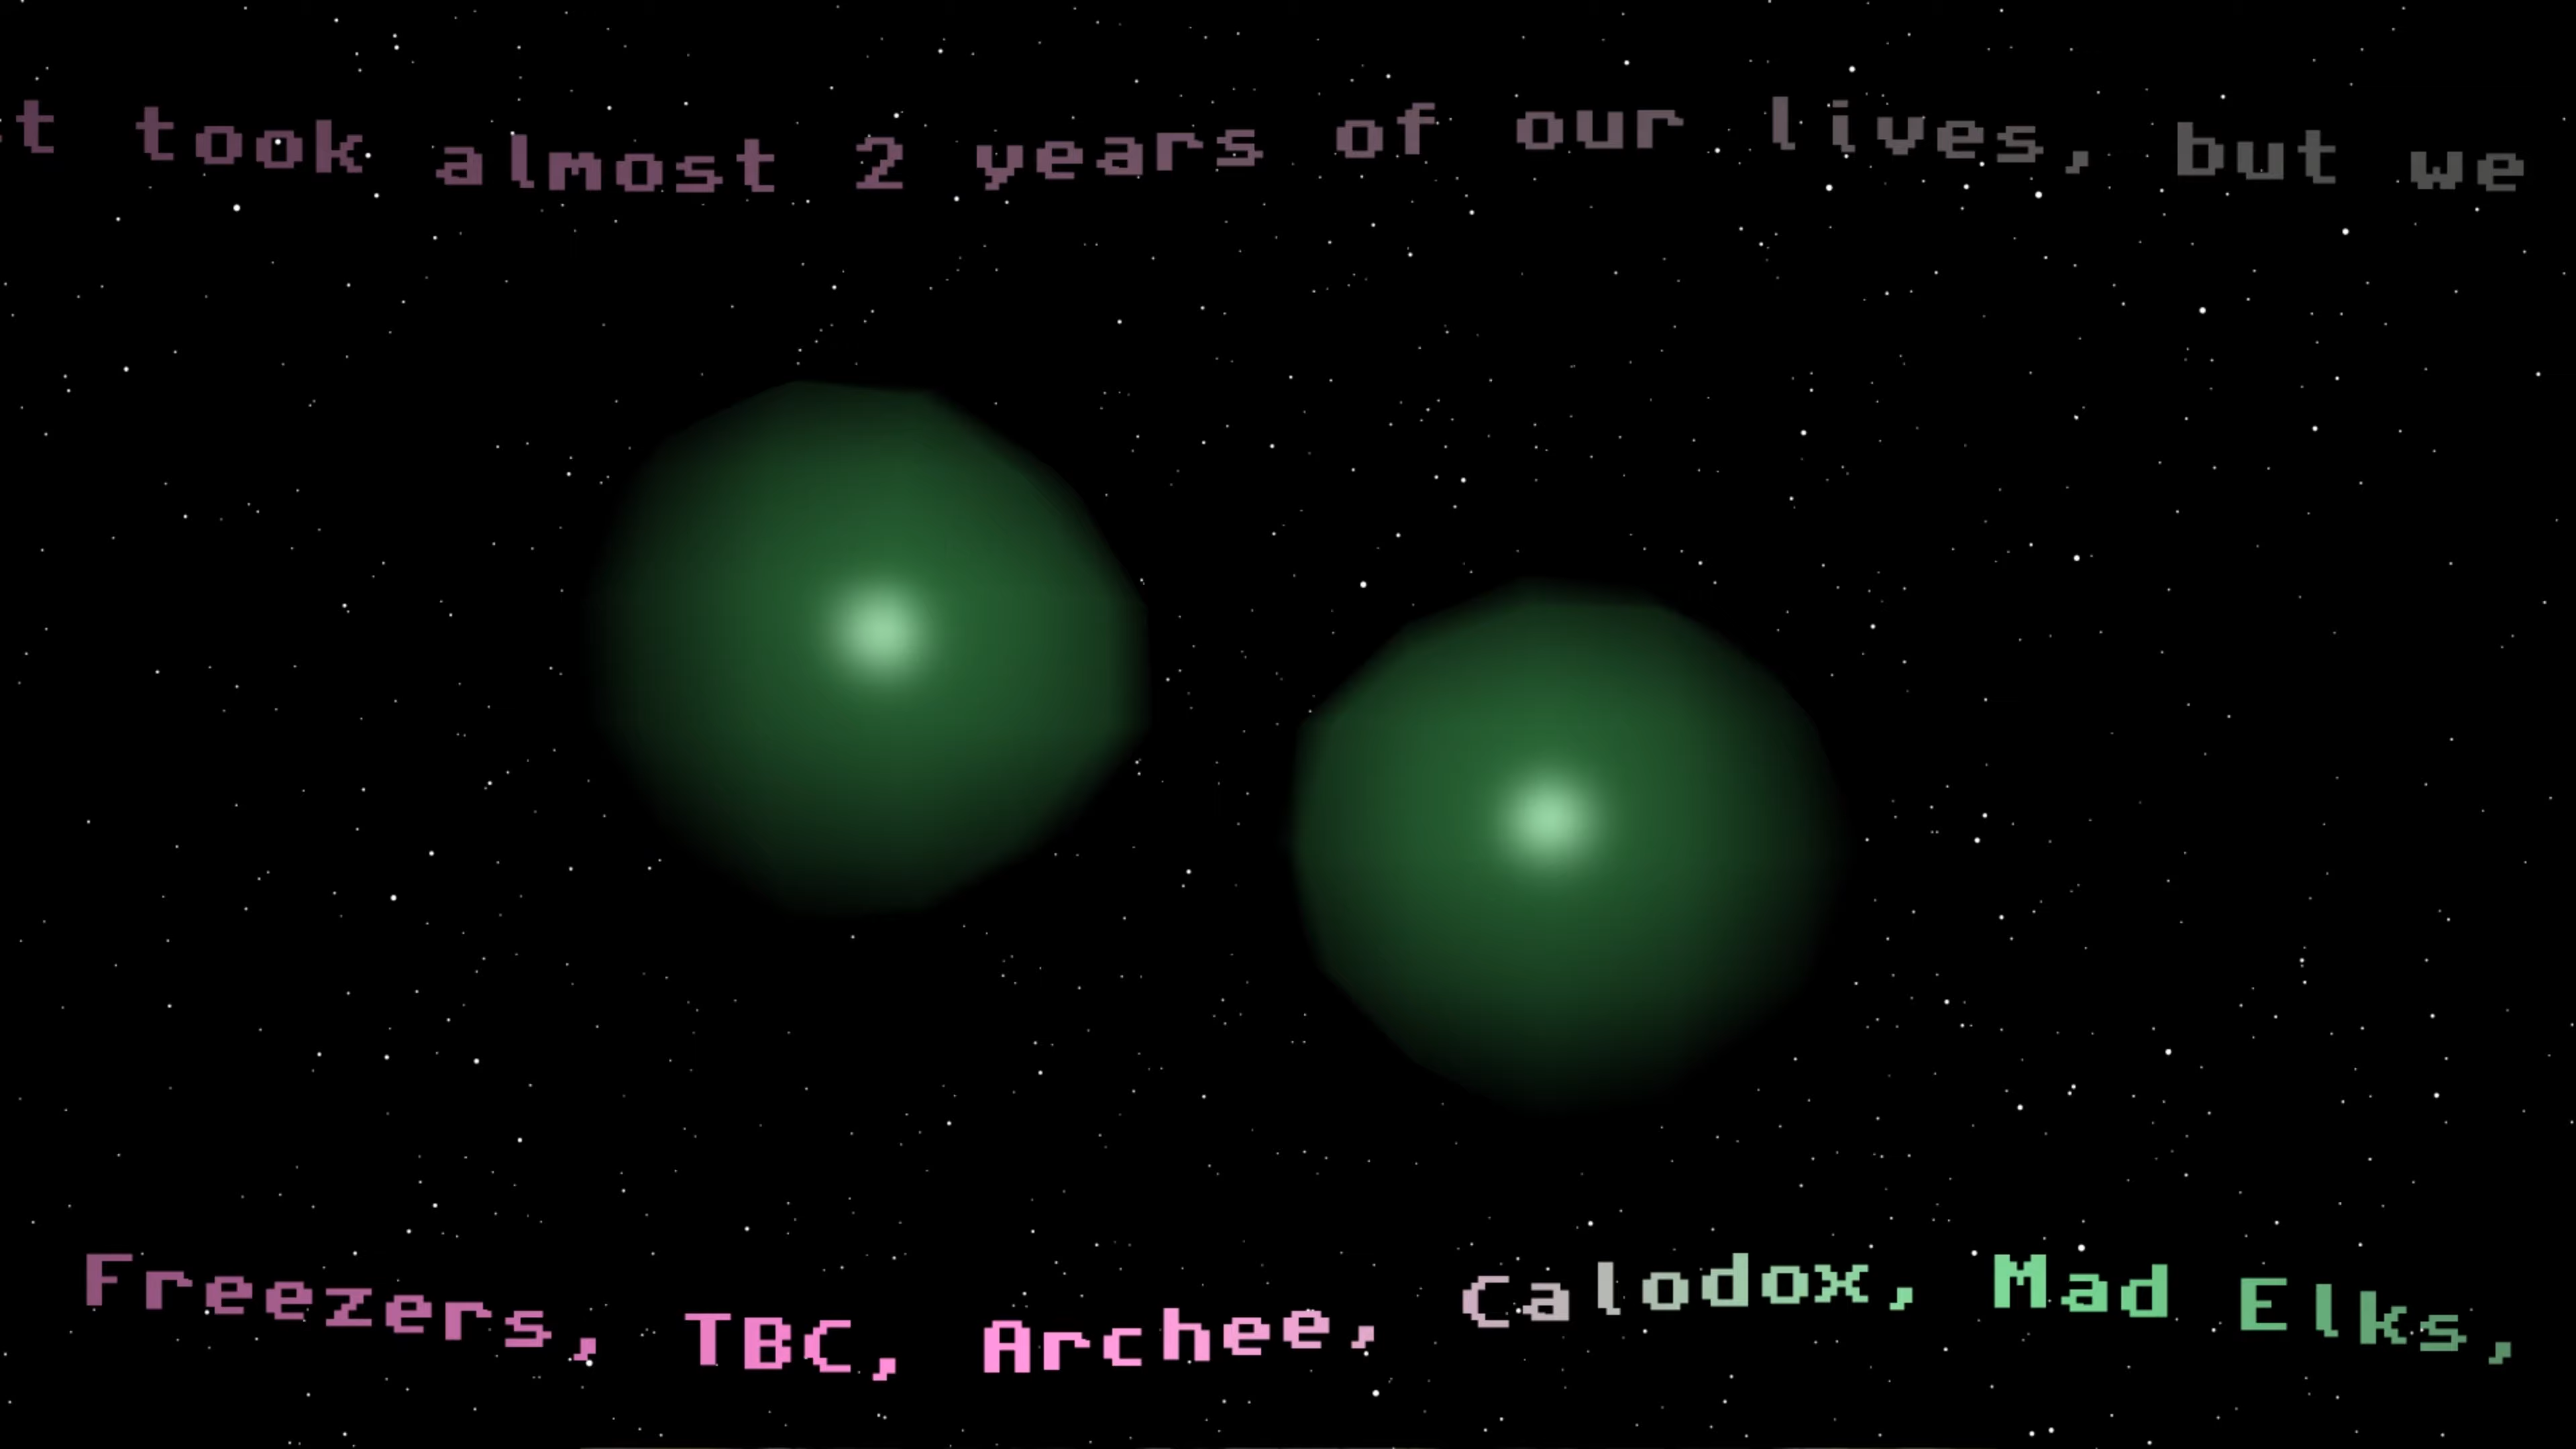 t took almost 2 years of our lives, but we
Freezers, TBC, Archee, Calodox, Mad Elks,